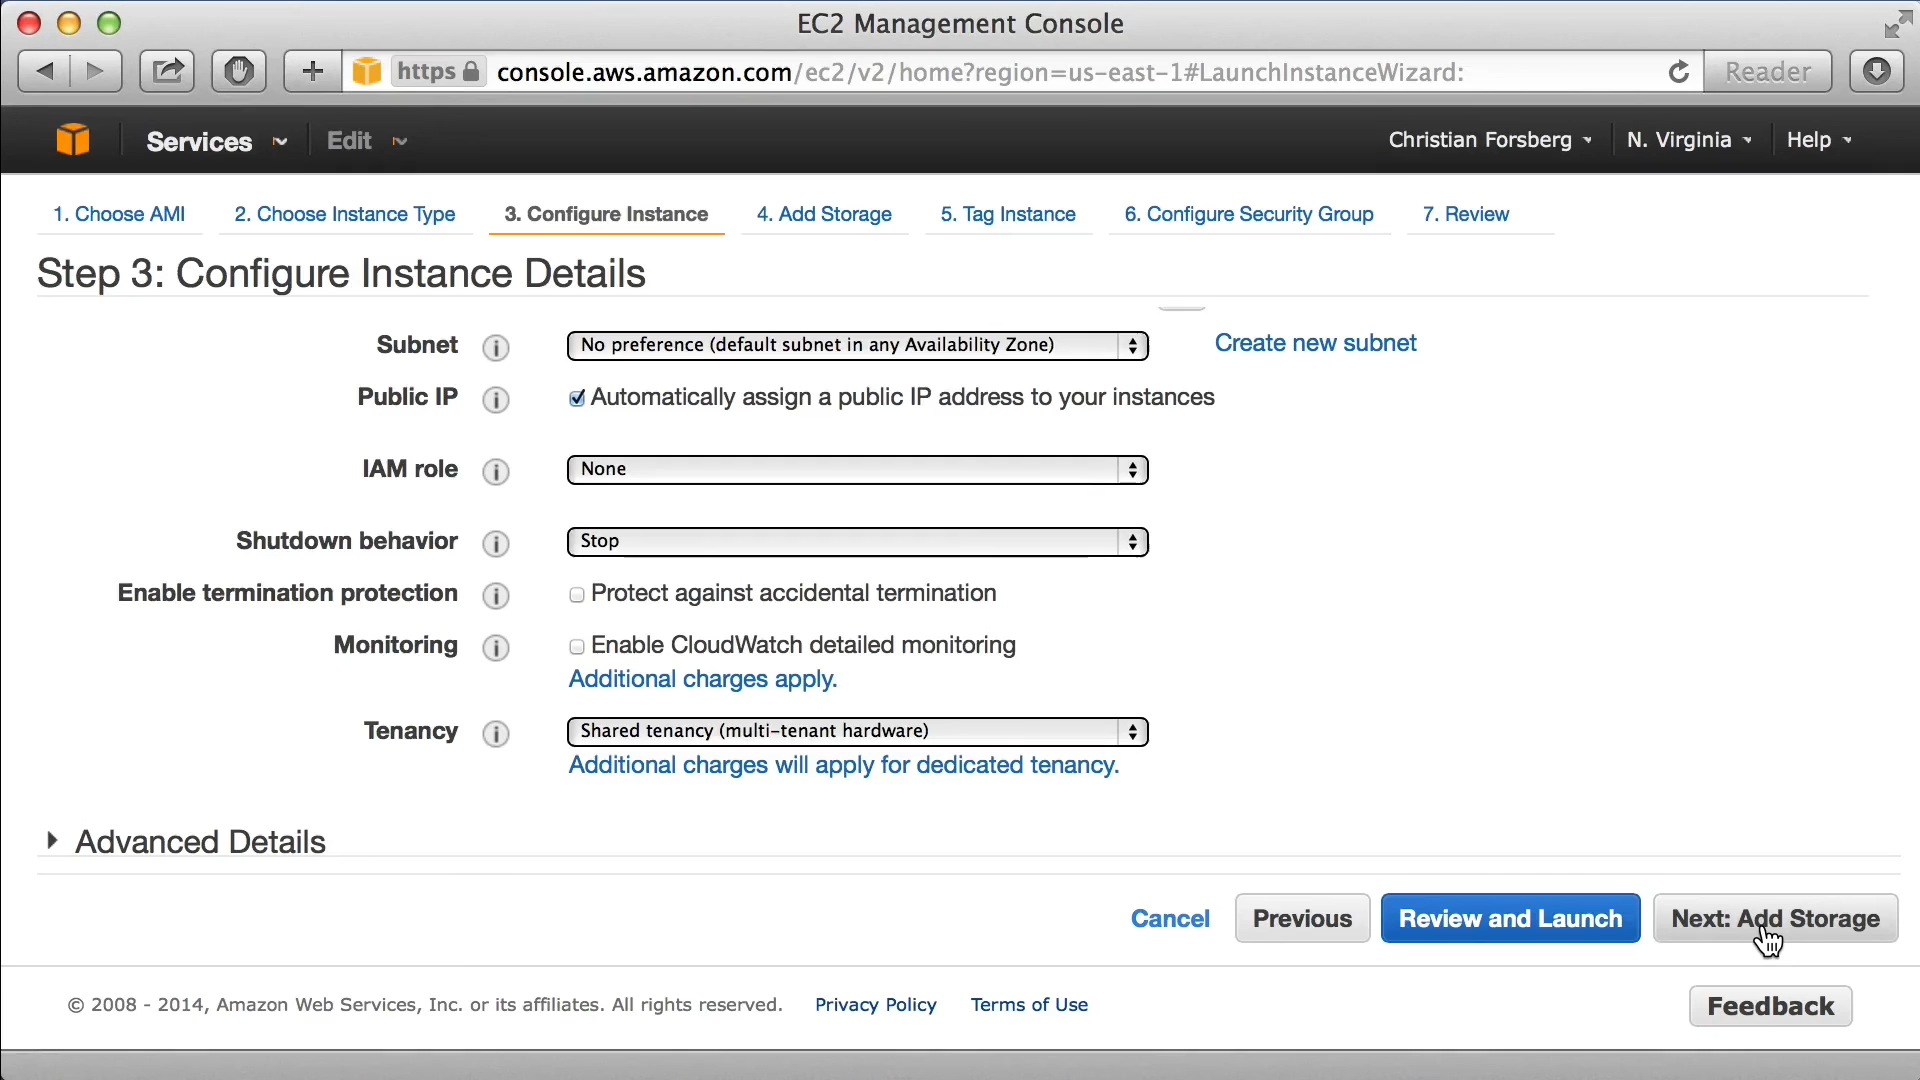 EC2 Management Console
https console.aws.amazon.com/ec2/v2/home?region=us-east-1#LaunchInstanceWizard: Reader
Services Edit Christian Forsberg N. Virginia Help
1. Choose AMI 2. Choose Instance Type 3. Configure Instance 4. Add Storage 5. Tag Instance 6. Configure Security Group 7. Review
Step 3: Configure Instance Details
Subnet i No preference (default subnet in any Availability Zone) Create new subnet
Public IP i Automatically assign a public IP address to your instances
IAM role i None
Shutdown behavior i Stop
Enable termination protection i Protect against accidental termination
Monitoring i Enable CloudWatch detailed monitoring
Additional charges apply.
Tenancy i Shared tenancy (multi-tenant hardware)
Additional charges will apply for dedicated tenancy.
Advanced Details
Cancel Previous Review and Launch Next: Add Storage
© 2008 - 2014, Amazon Web Services, Inc. or its affiliates. All rights reserved. Privacy Policy Terms of Use Feedback